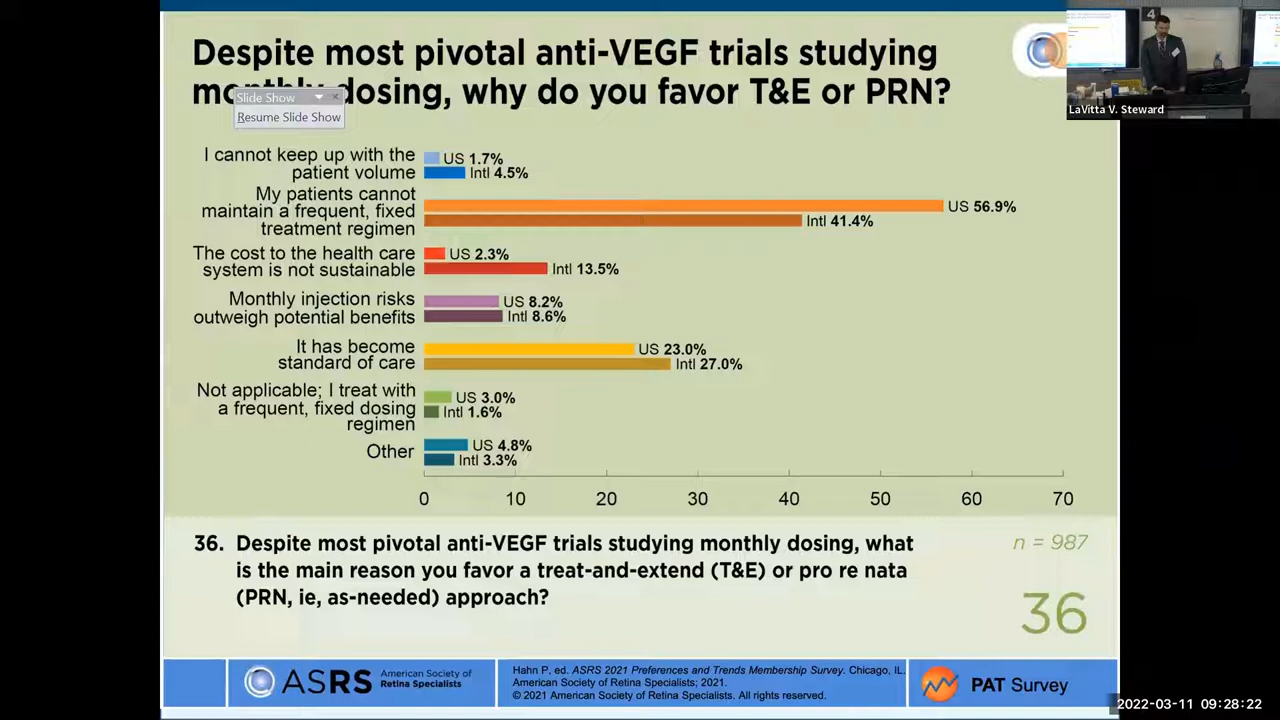 Despite most pivotal anti-VEGF trials studying
dosing, why do you favor T&E or PRN?
Slide Show
Resume Slide Show
4
LaVitta V. Steward
I cannot keep up with the
patient volume
US 1.7%
Intl 4.5%
My patients cannot
maintain a frequent, fixed
treatment regimen
US 56.9%
Intl 41.4%
The cost to the health care
system is not sustainable
US 2.3%
Intl 13.5%
Monthly injection risks
outweigh potential benefits
US 8.2%
Intl 8.6%
It has become
standard of care
US 23.0%
Intl 27.0%
Not applicable; I treat with
a frequent, fixed dosing
regimen
US 3.0%
Intl 1.6%
Other
US 4.8%
Intl 3.3%
0 10 20 30 40 50 60 70
36. Despite most pivotal anti-VEGF trials studying monthly dosing, what
is the main reason you favor a treat-and-extend (T&E) or pro re nata
(PRN, ie, as-needed) approach?
n = 987
36
ASRS American Society of
Retina Specialists
Hahn P, ed. ASRS 2021 Preferences and Trends Membership Survey. Chicago, IL.
American Society of Retina Specialists; 2021.
© 2021 American Society of Retina Specialists. All rights reserved.
PAT Survey
2022-03-11 09:28:22